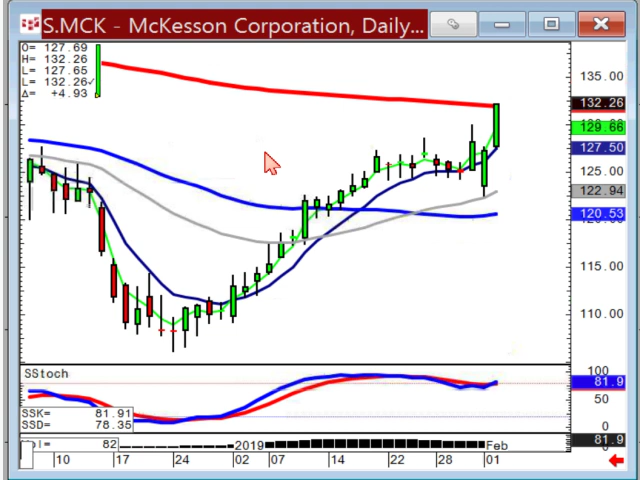 S.MCK - McKesson Corporation, Daily...
O= 127.69
H= 132.26
L= 127.65
L= 132.26✓
Δ= +4.93
135.00
132.26
129.66
127.50
125.00
122.94
120.53
115.00
110.00
SStoch
100
81.9
50
0
SSK= 81.91
SSD= 78.35
82
81.9
2019
Feb
10 17 24 02 07 14 22 28 01